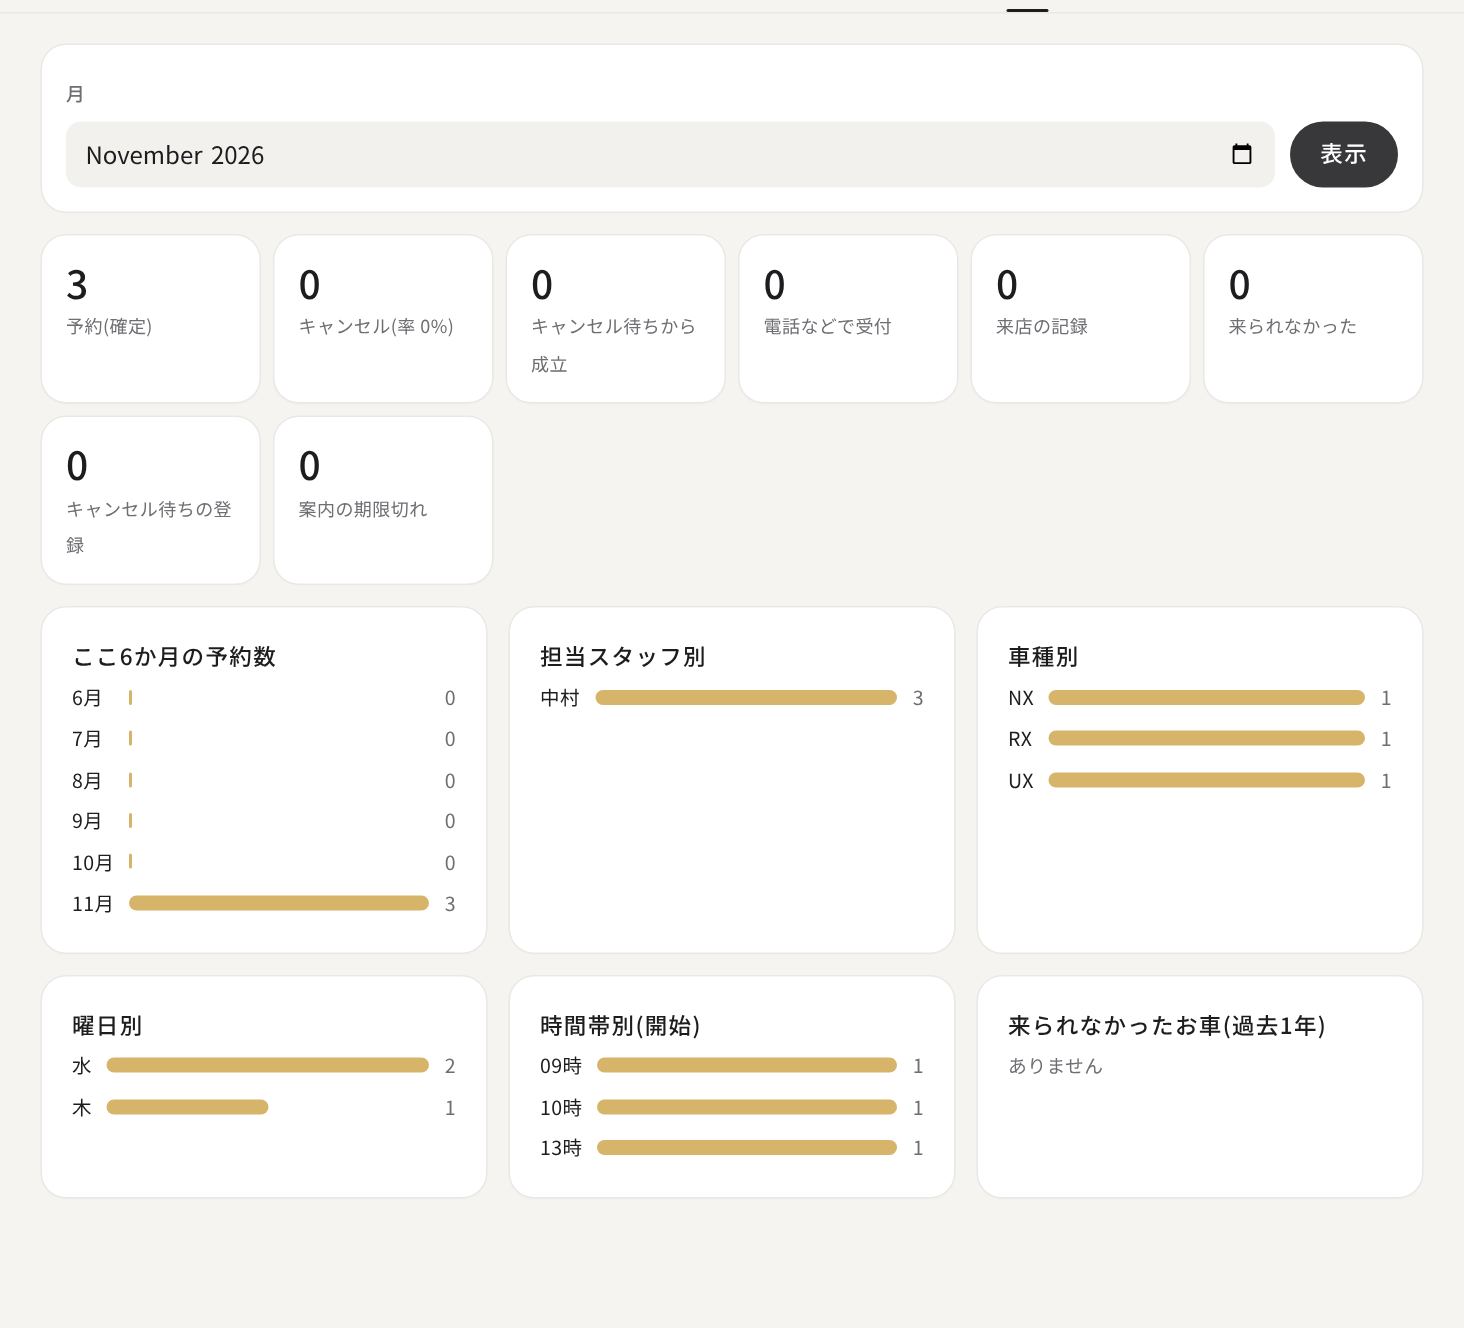 月
November 2026
表示
3
予約(確定)
0
キャンセル(率 0%)
0
キャンセル待ちから
成立
0
電話などで受付
0
来店の記録
0
来られなかった
0
キャンセル待ちの登
録
0
案内の期限切れ
ここ6か月の予約数
6月 0
7月 0
8月 0
9月 0
10月 0
11月 3
担当スタッフ別
中村 3
車種別
NX 1
RX 1
UX 1
曜日別
水 2
木 1
時間帯別(開始)
09時 1
10時 1
13時 1
来られなかったお車(過去1年)
ありません